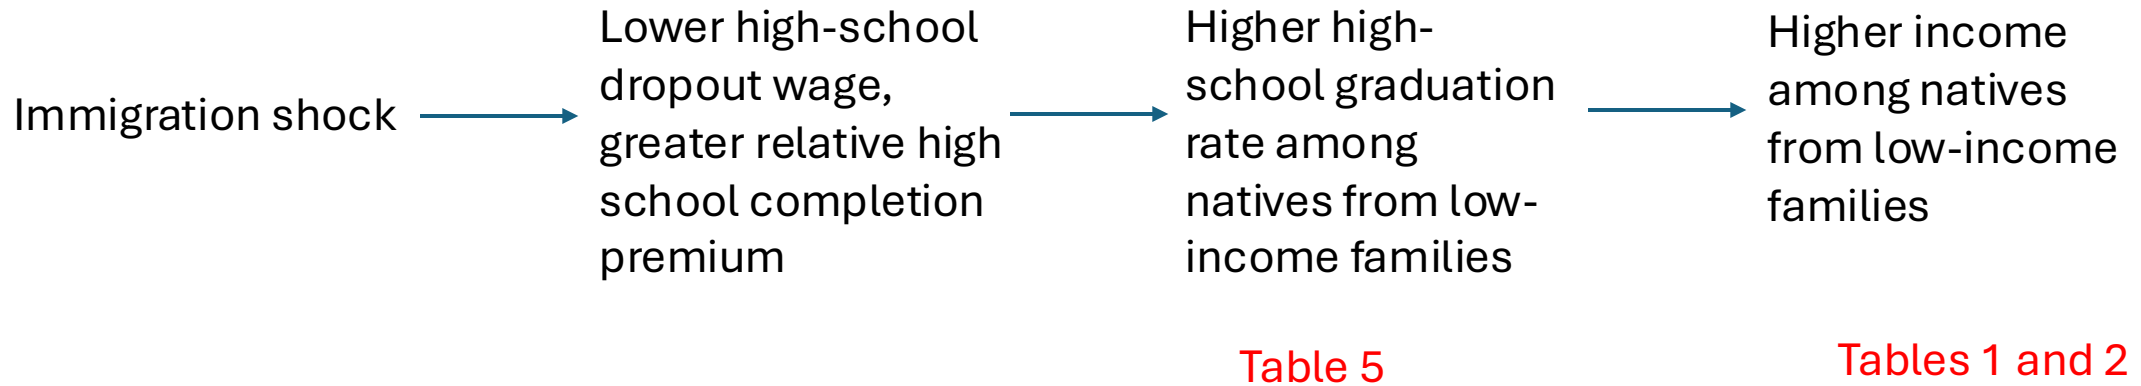 Immigration shock
Lower high-school
dropout wage,
greater relative high
school completion
premium
Higher high-
school graduation
rate among
natives from low-
income families
Higher income
among natives
from low-income
families
Table 5
Tables 1 and 2